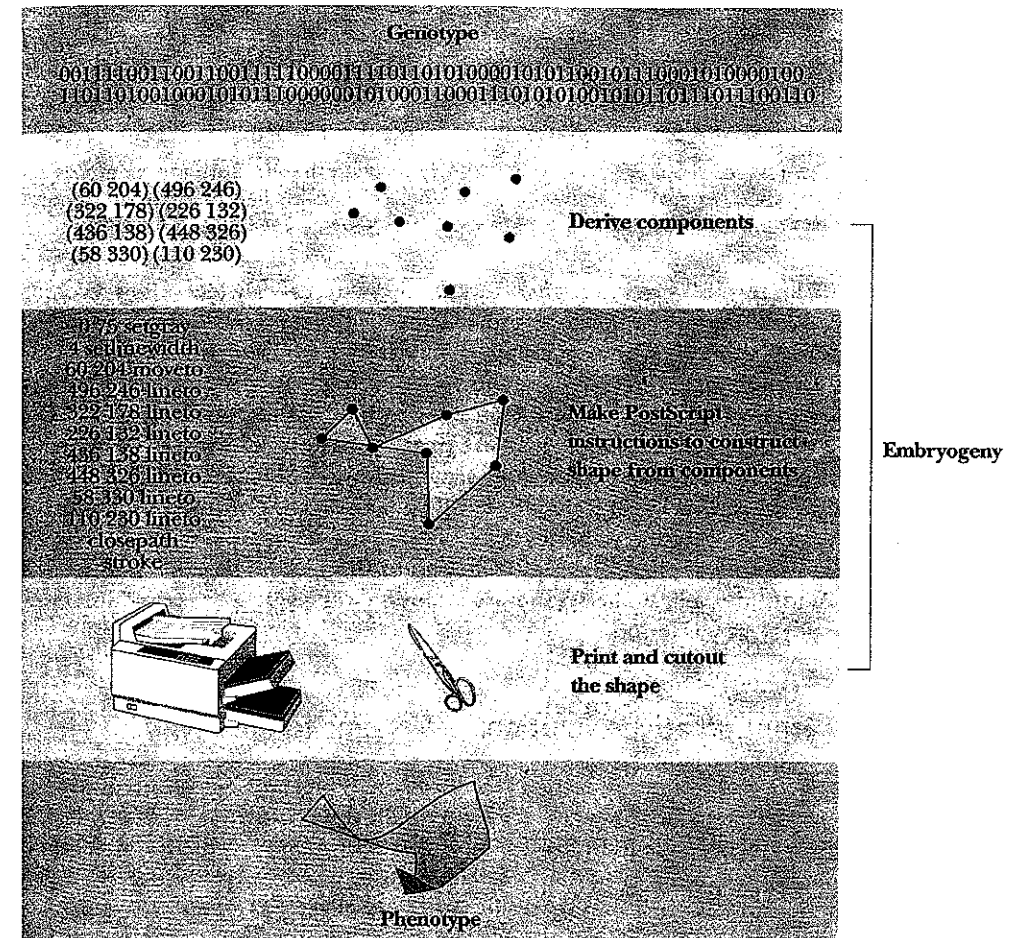 Genotype
(60 204) (496 246)
(322 178) (226 132)
(436 138) (448 326)
(58 330) (110 230)
Derive components
0.75 setgray
4 setlinewidth
60 204 moveto
496 246 lineto
322 178 lineto
226 132 lineto
436 138 lineto
448 326 lineto
58 330 lineto
110 230 lineto
closepath
stroke
Make PostScript
instructions to construct
shape from components
Embryogeny
Print and cutout
the shape
Phenotype